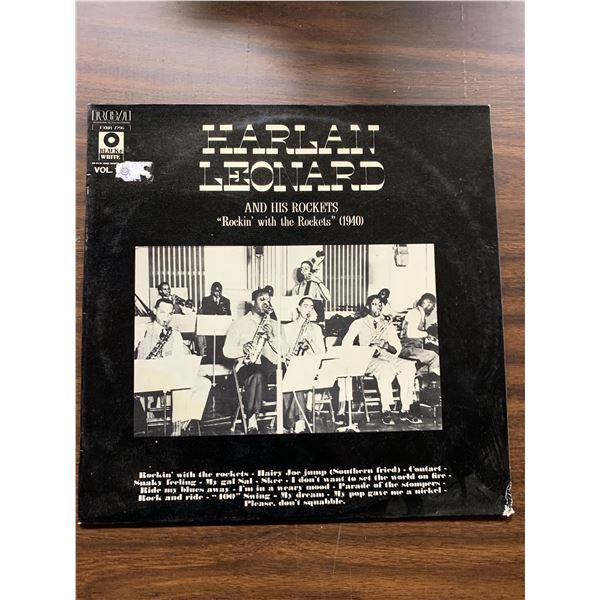 RCA
BLACK+
WHITE
VOL.
HARLAN
LEONARD
AND HIS ROCKETS
“Rockin' with the Rockets” (1940)
Rockin' with the rockets - Hairy Joe jump (Southern fried) - Contact -
Snaky feeling - My gal Sal - Skee - I don't want to set the world on fire -
Ride my blues away - I'm in a weary mood - Parade of the stompers -
Rock and ride - “400” Swing - My dream - My pop gave me a nickel -
Please, don't squabble.